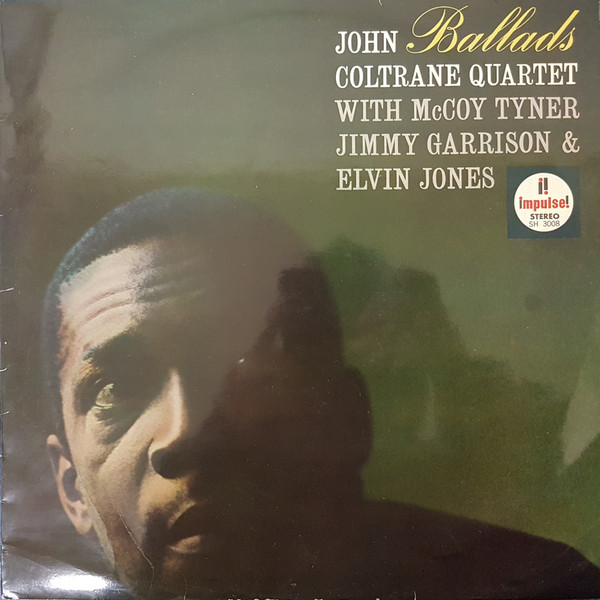 JOHN Ballads
COLTRANE QUARTET
WITH McCOY TYNER
JIMMY GARRISON &
ELVIN JONES
i!
impulse!
STEREO
SH 3008